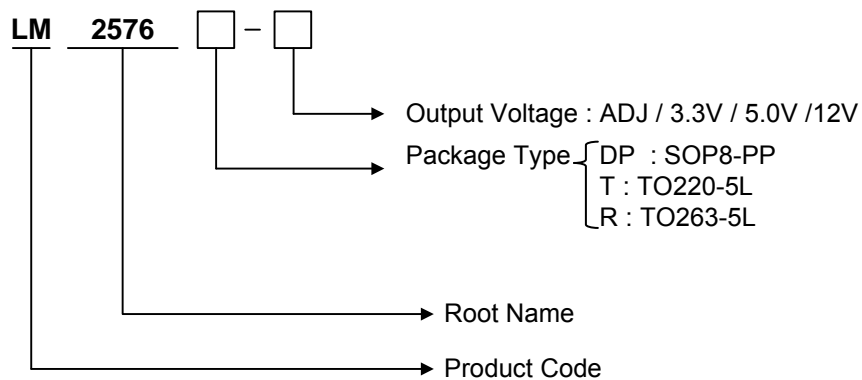 LM 2576 –
Output Voltage : ADJ / 3.3V / 5.0V /12V
Package Type DP : SOP8-PP
T : TO220-5L
R : TO263-5L
Root Name
Product Code